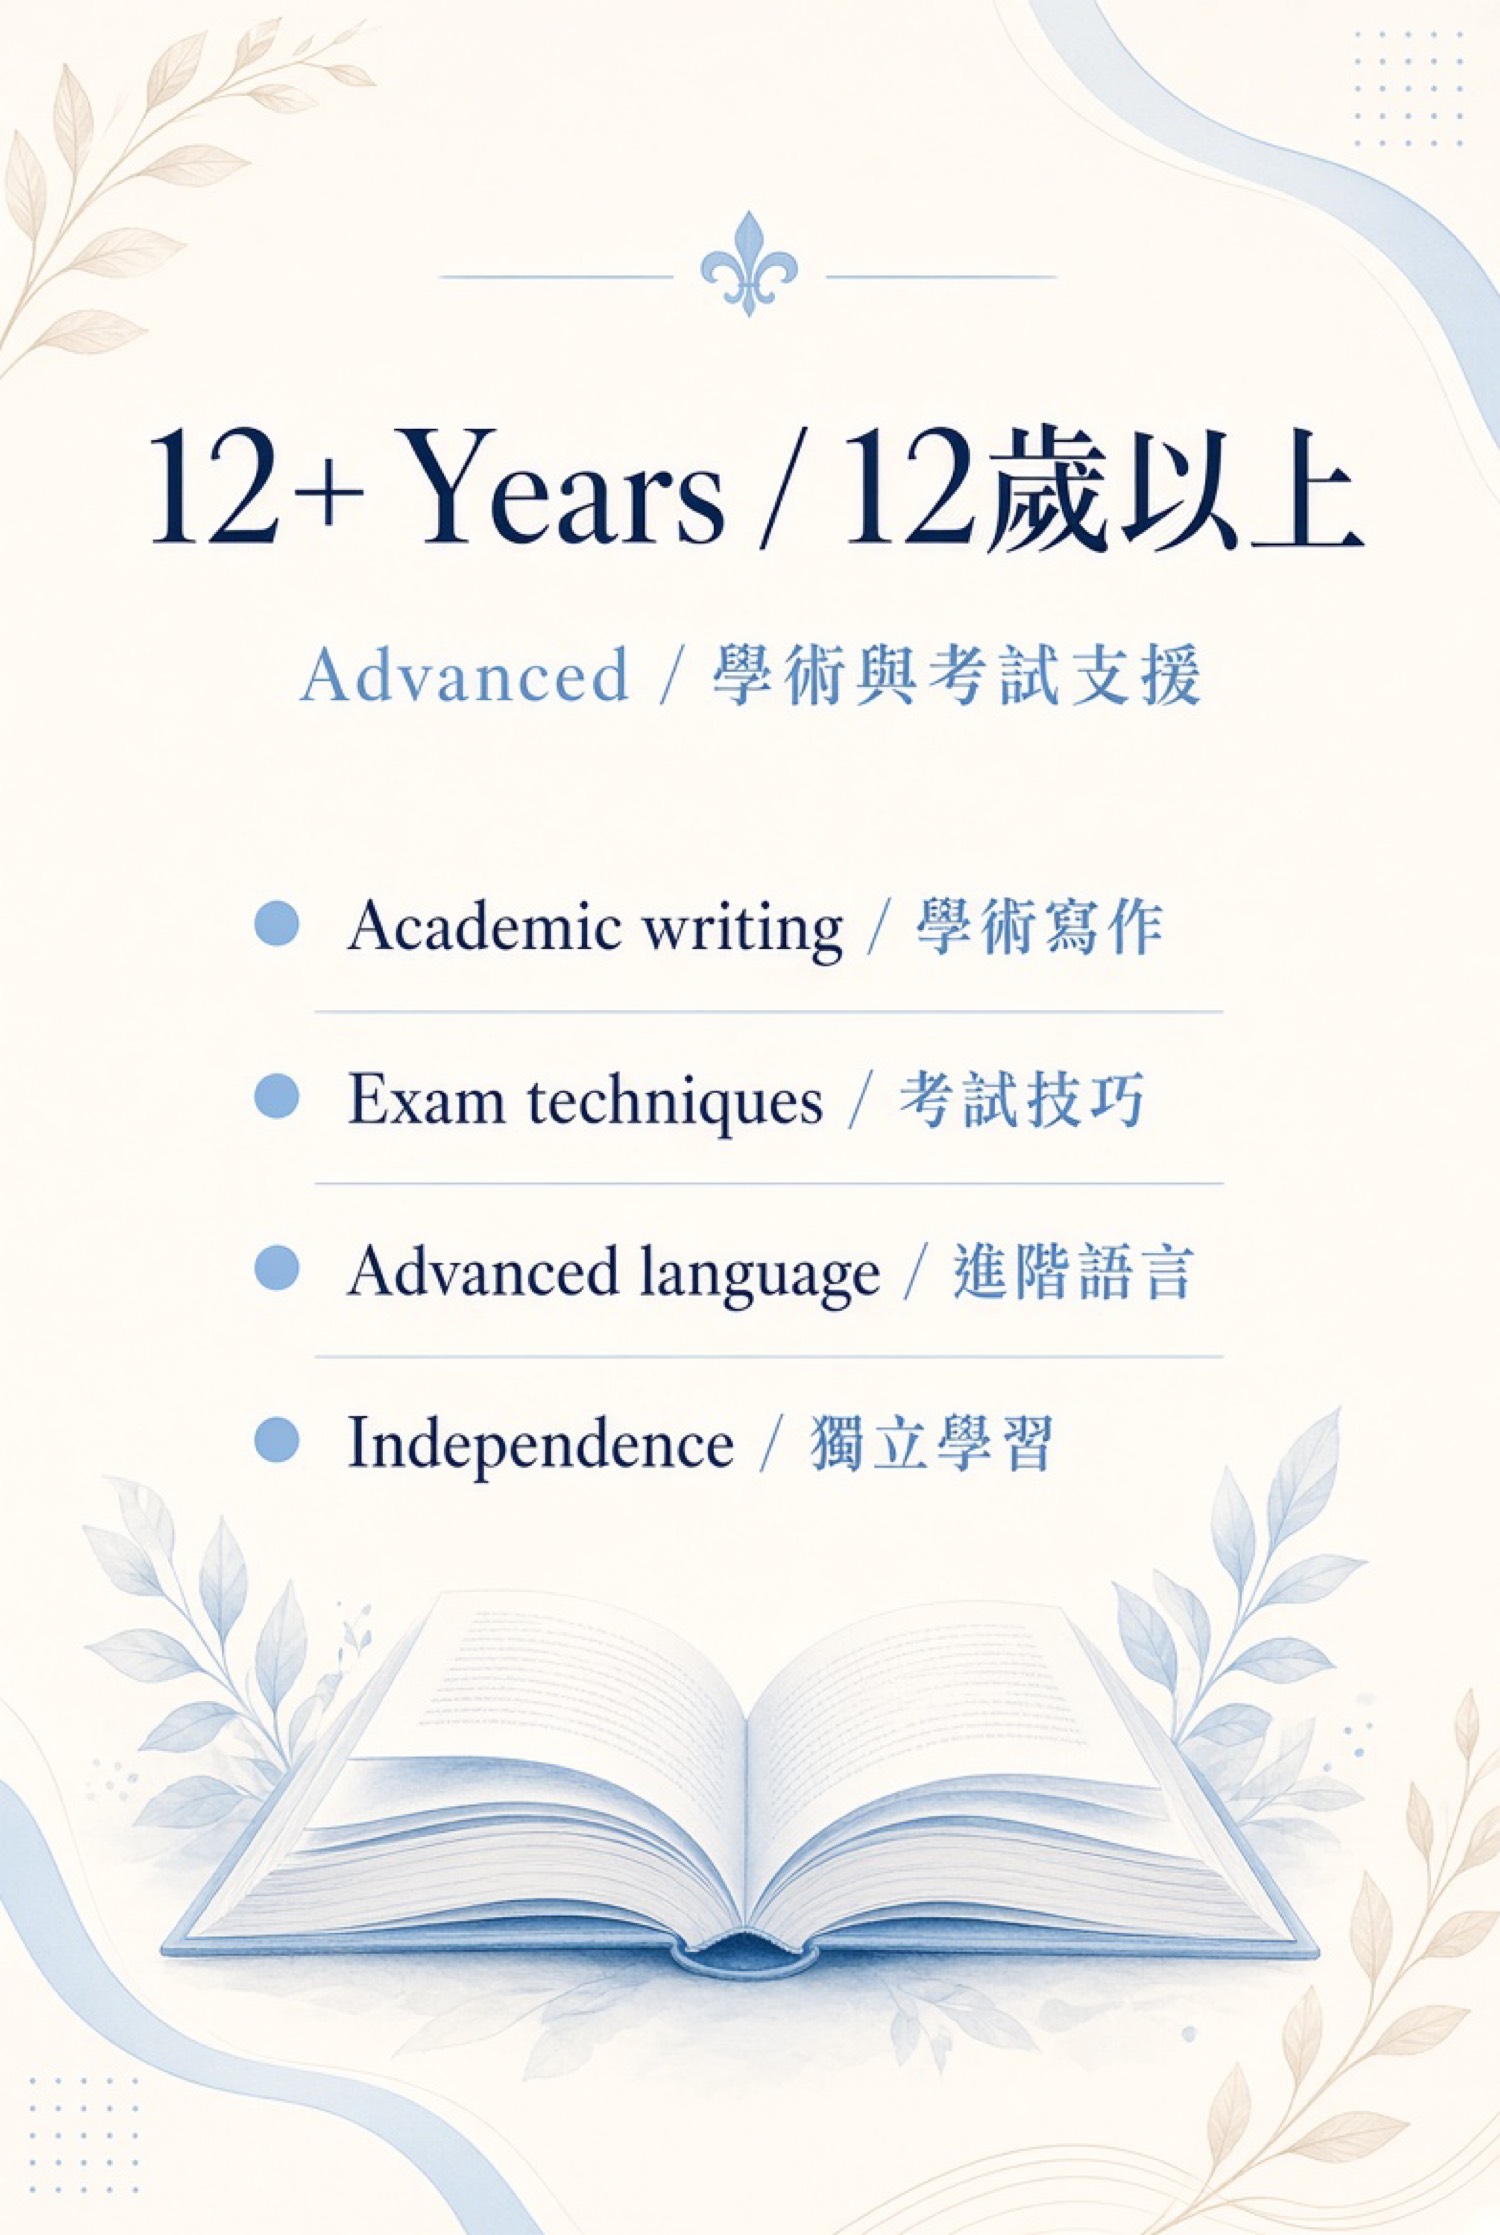 12+ Years / 12歲以上
Advanced / 學術與考試支援
Academic writing / 學術寫作
Exam techniques / 考試技巧
Advanced language / 進階語言
Independence / 獨立學習